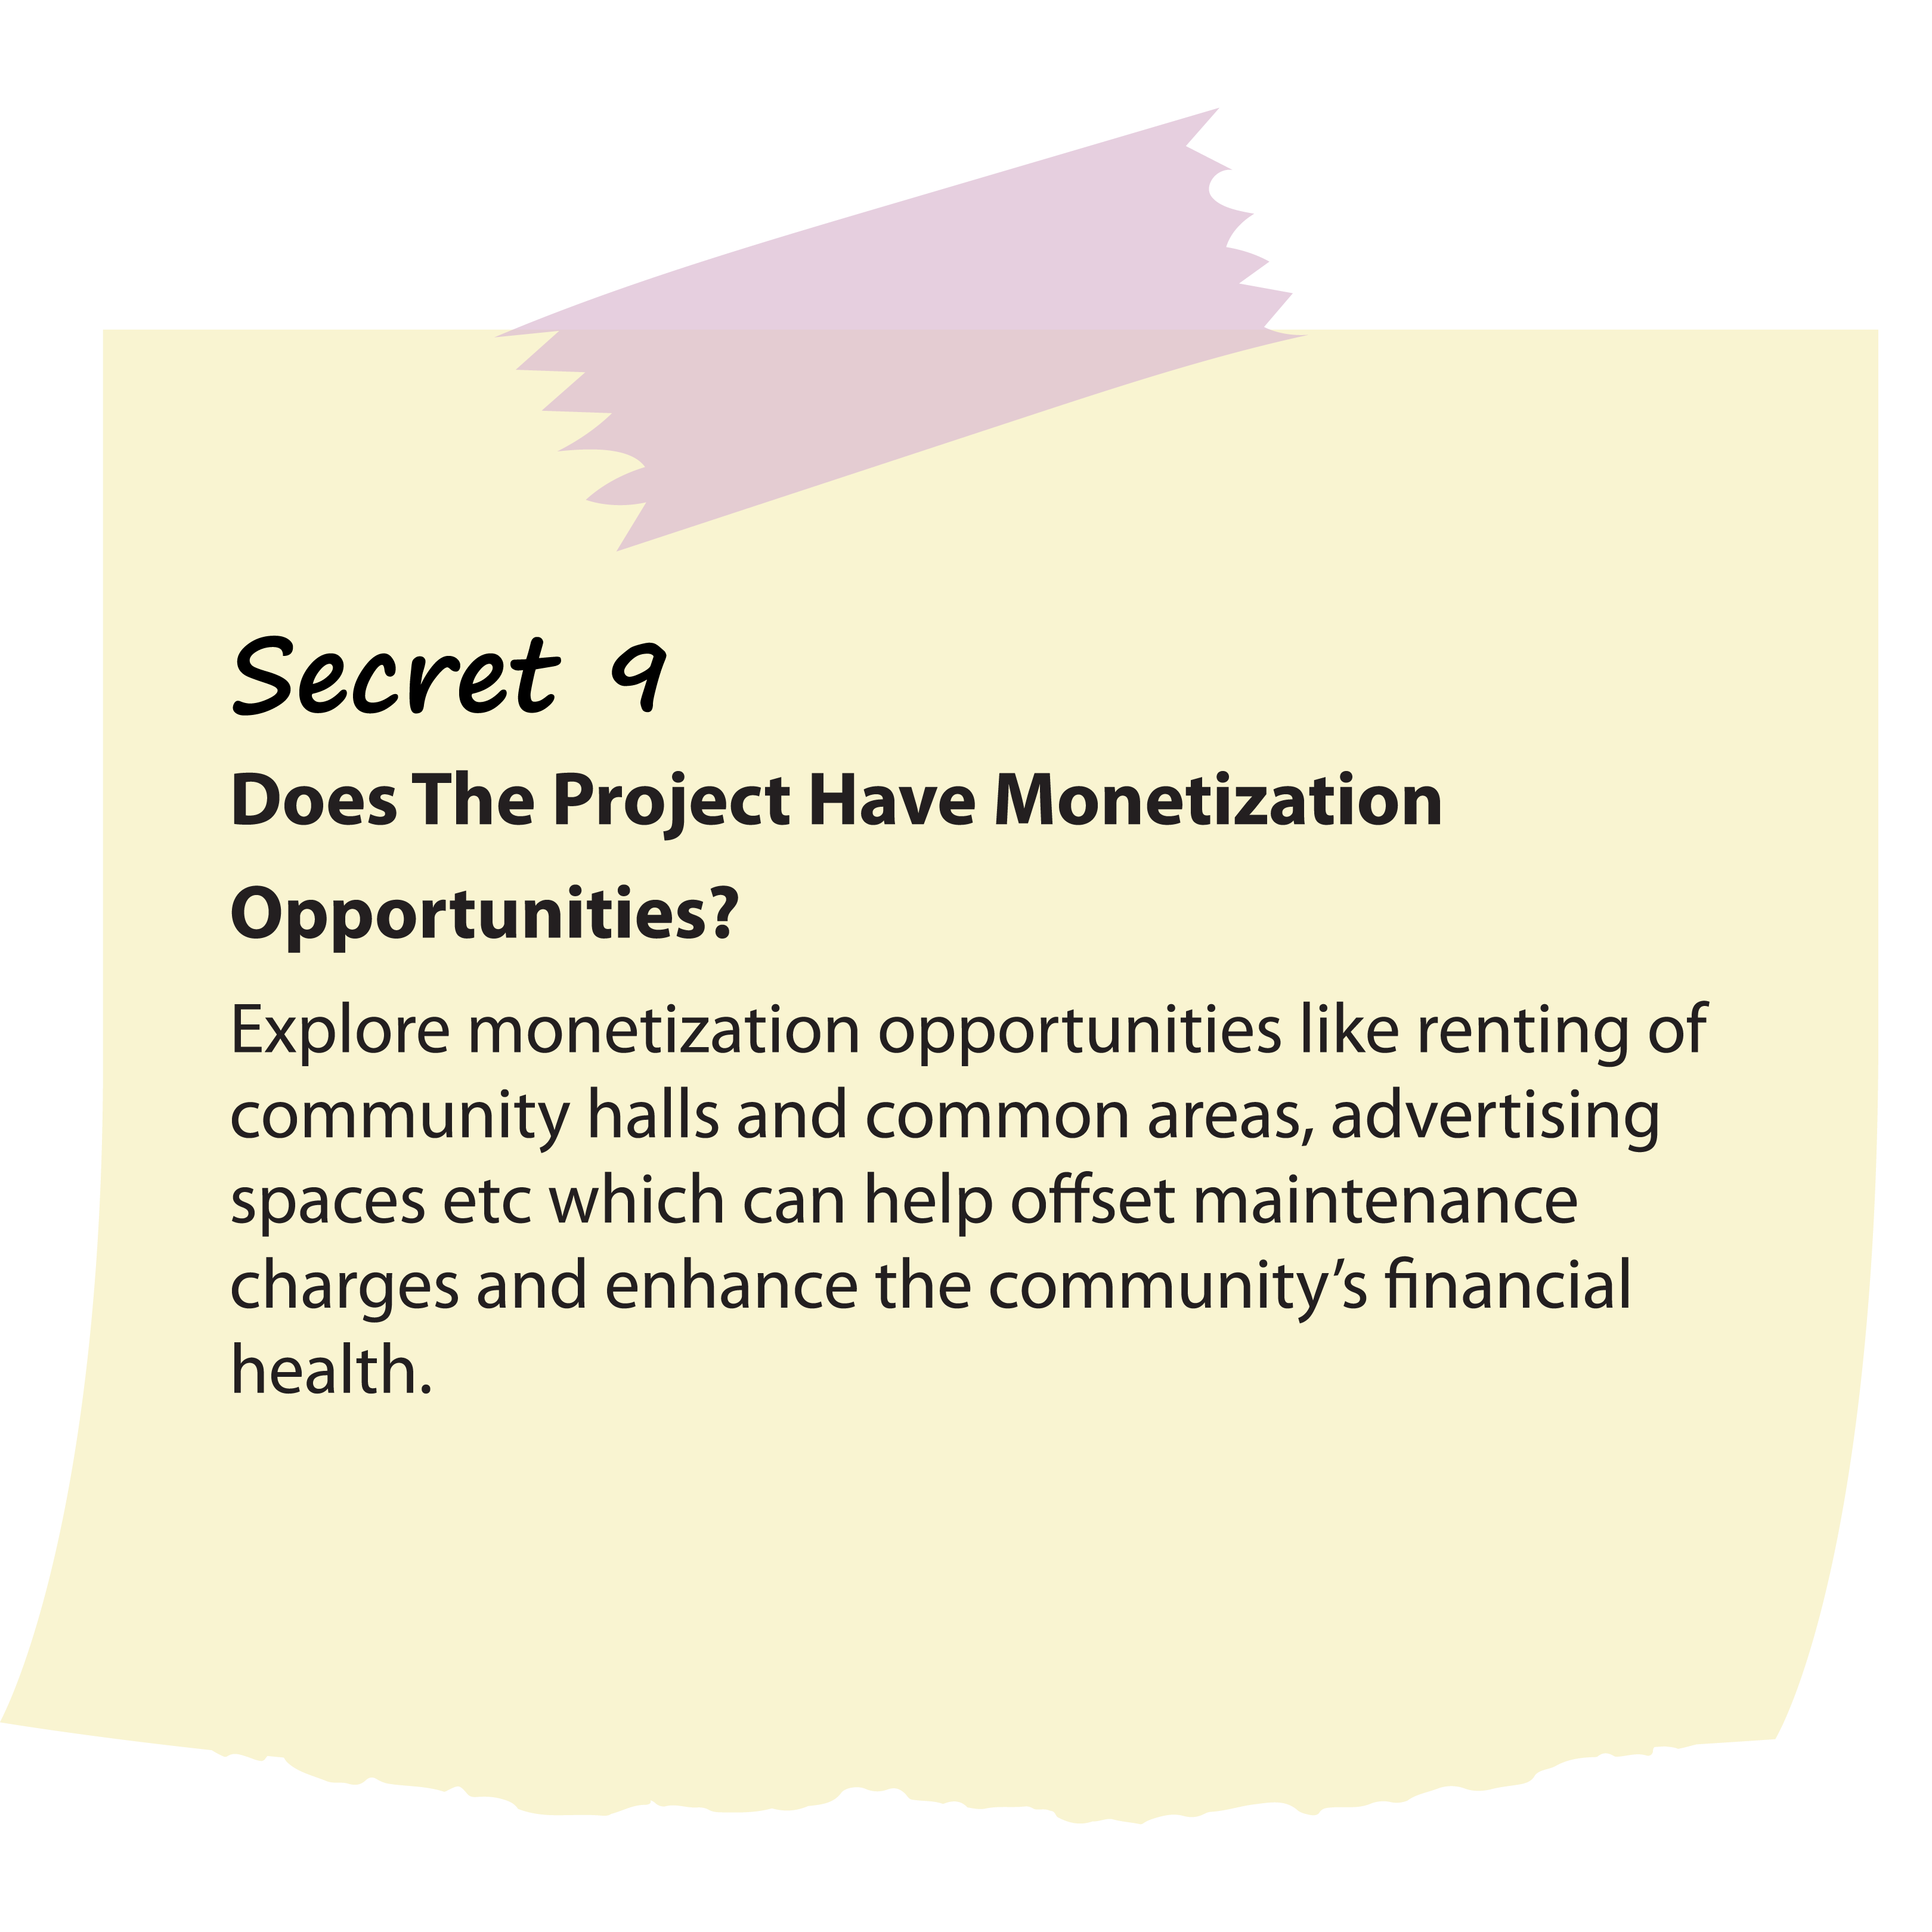 Secret 9
Does The Project Have Monetization
Opportunities?
Explore monetization opportunities like renting of
community halls and common areas, advertising
spaces etc which can help offset maintenance
charges and enhance the community’s financial
health.